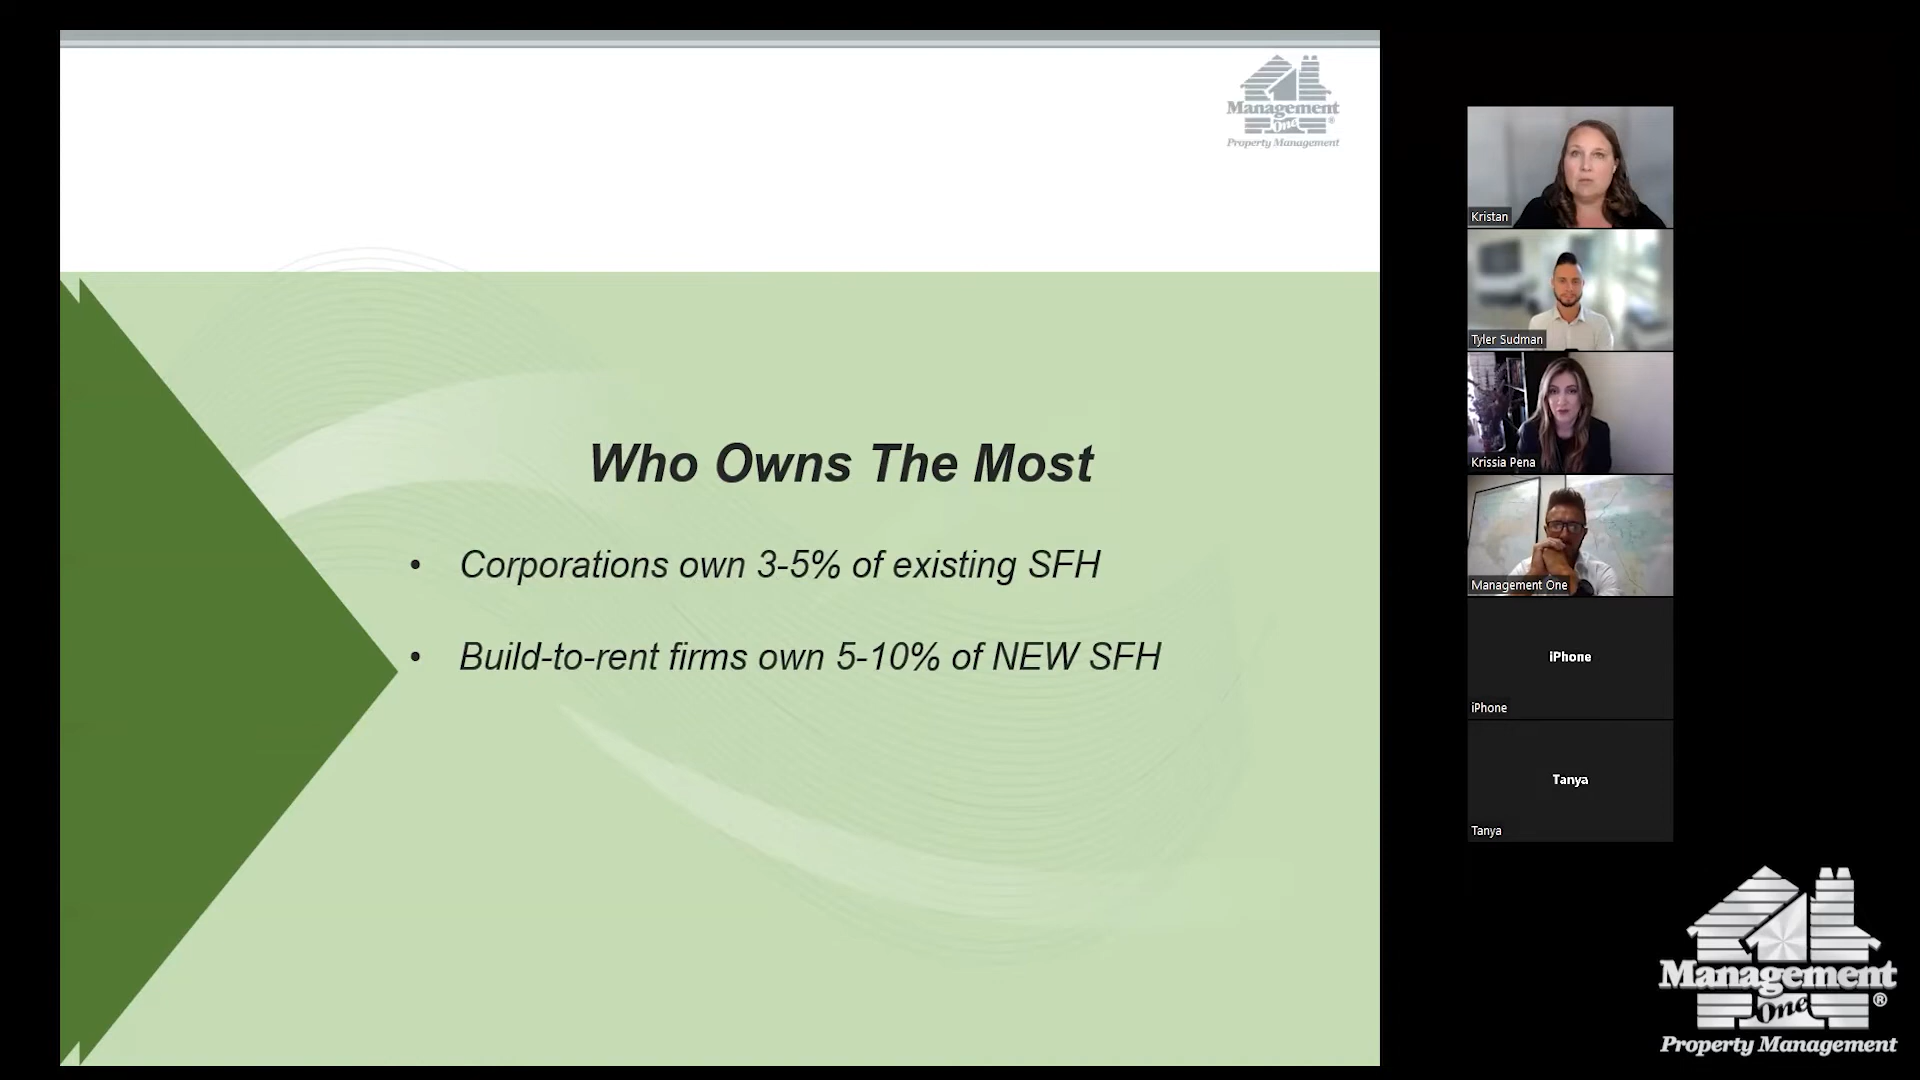 Management
One
®
Property Management
Who Owns The Most
• Corporations own 3-5% of existing SFH
• Build-to-rent firms own 5-10% of NEW SFH
Kristan
Tyler Sudman
Krissia Pena
Management One
iPhone
iPhone
Tanya
Tanya
Management
One
®
Property Management